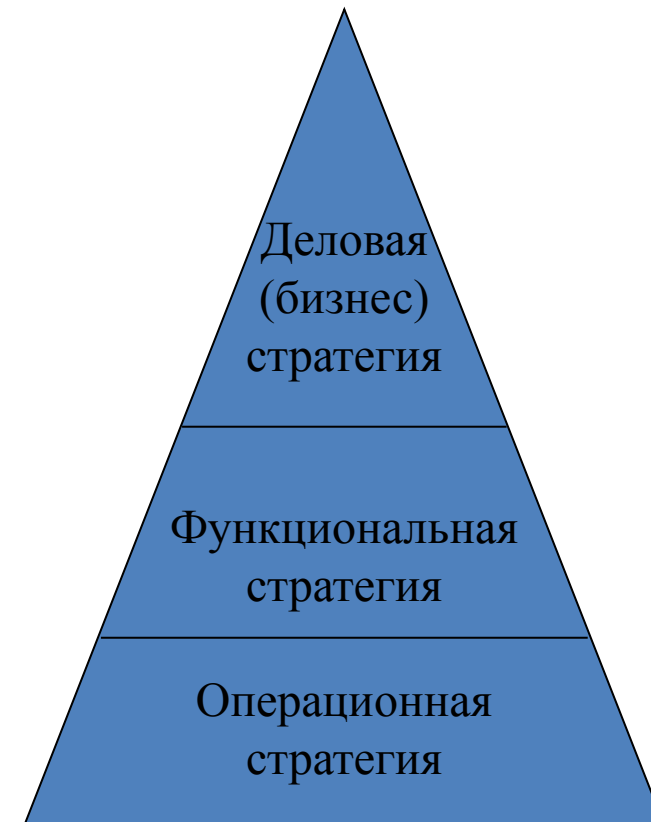 Деловая
(бизнес)
стратегия
Функциональная
стратегия
Операционная
стратегия